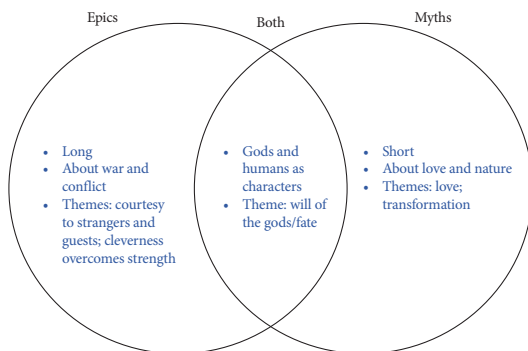 Epics
Both
Myths
• Long
• About war and
conflict
• Themes: courtesy
to strangers and
guests; cleverness
overcomes strength
• Gods and
humans as
characters
• Theme: will of
the gods/fate
• Short
• About love and nature
• Themes: love;
transformation